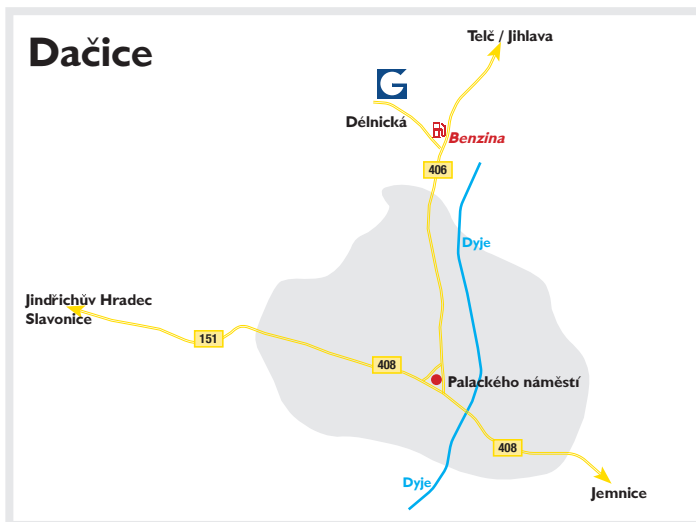 Dačice
Telč / Jihlava
G
Délnická
Benzina
406
Dyje
Jindřichův Hradec
Slavonice
151
408
Palackého náměstí
408
Dyje
Jemnice